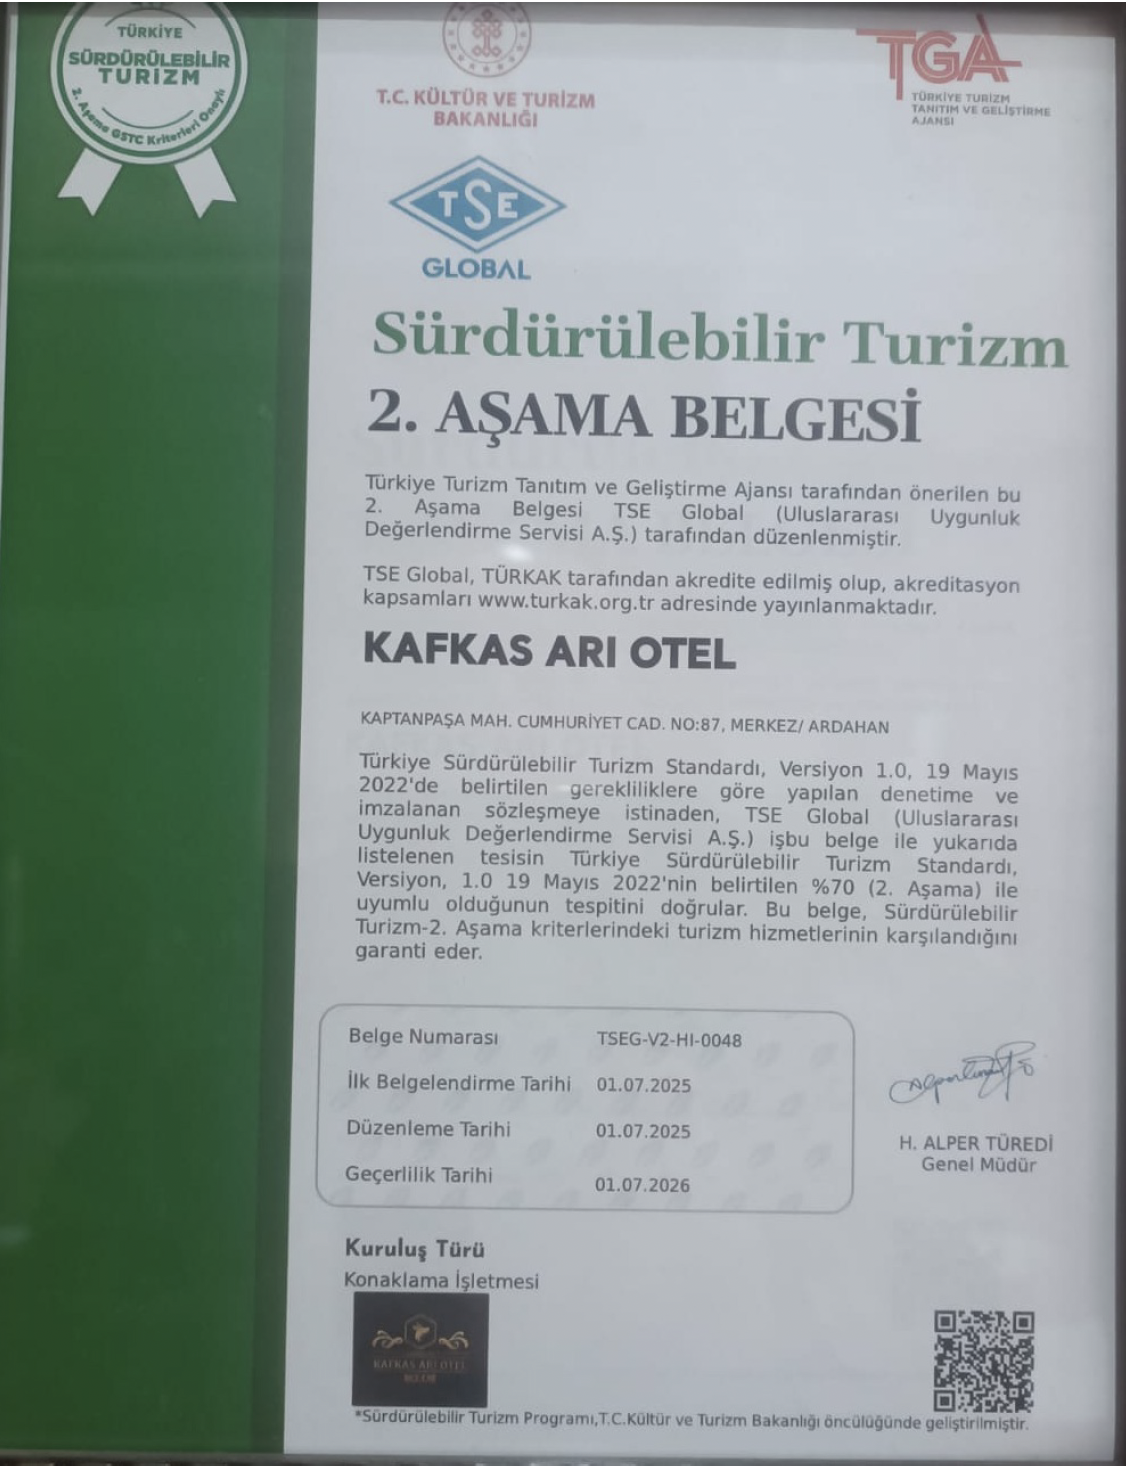 TÜRKİYE
SÜRDÜRÜLEBİLİR
TURİZM
2. Aşama GSTC Kriterleri Onaylı
T.C. KÜLTÜR VE TURİZM
BAKANLIĞI
TGA
TÜRKİYE TURİZM
TANITIM VE GELİŞTİRME
AJANSI
TSE
GLOBAL
Sürdürülebilir Turizm
2. AŞAMA BELGESİ
Türkiye Turizm Tanıtım ve Geliştirme Ajansı tarafından önerilen bu
2. Aşama Belgesi TSE Global (Uluslararası Uygunluk
Değerlendirme Servisi A.Ş.) tarafından düzenlenmiştir.
TSE Global, TÜRKAK tarafından akredite edilmiş olup, akreditasyon
kapsamları www.turkak.org.tr adresinde yayınlanmaktadır.
KAFKAS ARI OTEL
KAPTANPAŞA MAH. CUMHURİYET CAD. NO:87, MERKEZ/ ARDAHAN
Türkiye Sürdürülebilir Turizm Standardı, Versiyon 1.0, 19 Mayıs
2022'de belirtilen gerekliliklere göre yapılan denetime ve
imzalanan sözleşmeye istinaden, TSE Global (Uluslararası
Uygunluk Değerlendirme Servisi A.Ş.) işbu belge ile yukarıda
listelenen tesisin Türkiye Sürdürülebilir Turizm Standardı,
Versiyon, 1.0 19 Mayıs 2022'nin belirtilen %70 (2. Aşama) ile
uyumlu olduğunun tespitini doğrular. Bu belge, Sürdürülebilir
Turizm-2. Aşama kriterlerindeki turizm hizmetlerinin karşılandığını
garanti eder.
Belge Numarası TSEG-V2-HI-0048
İlk Belgelendirme Tarihi 01.07.2025
Düzenleme Tarihi 01.07.2025
Geçerlilik Tarihi 01.07.2026
H. ALPER TÜREDİ
Genel Müdür
Kuruluş Türü
Konaklama İşletmesi
KAFKAS ARI OTEL
*Sürdürülebilir Turizm Programı,T.C.Kültür ve Turizm Bakanlığı öncülüğünde geliştirilmiştir.